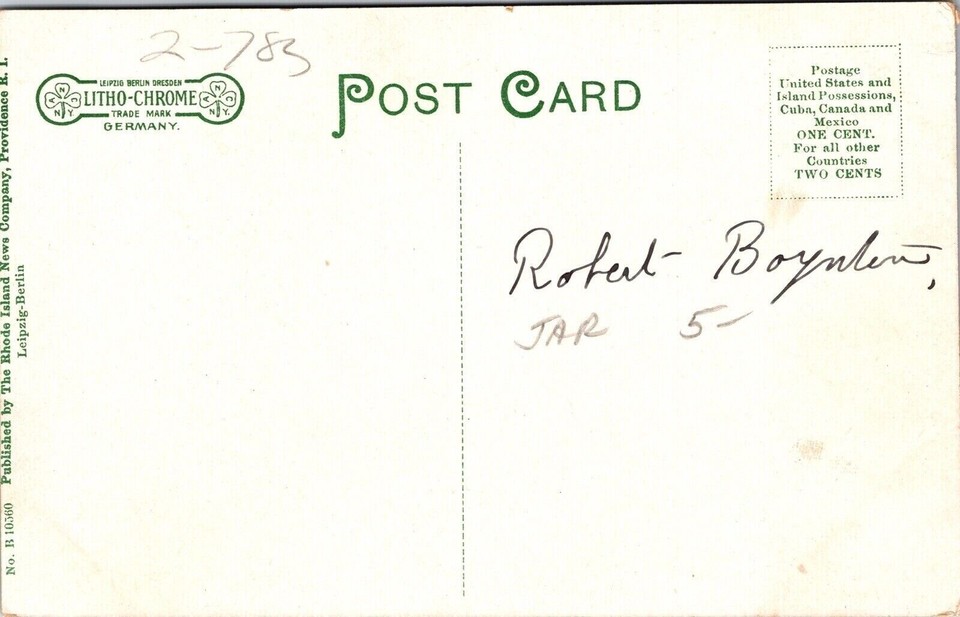 2-783
LEIPZIG BERLIN DRESDEN
LITHO-CHROME
TRADE MARK
GERMANY.
A N C
N Y.
A N C
N Y.
POST CARD
Postage
United States and
Island Possessions,
Cuba, Canada and
Mexico
ONE CENT.
For all other
Countries
TWO CENTS
Robert Boynton,
JAR 5-
No. B 10560 Published by The Rhode Island News Company, Providence R. I.
Leipzig-Berlin